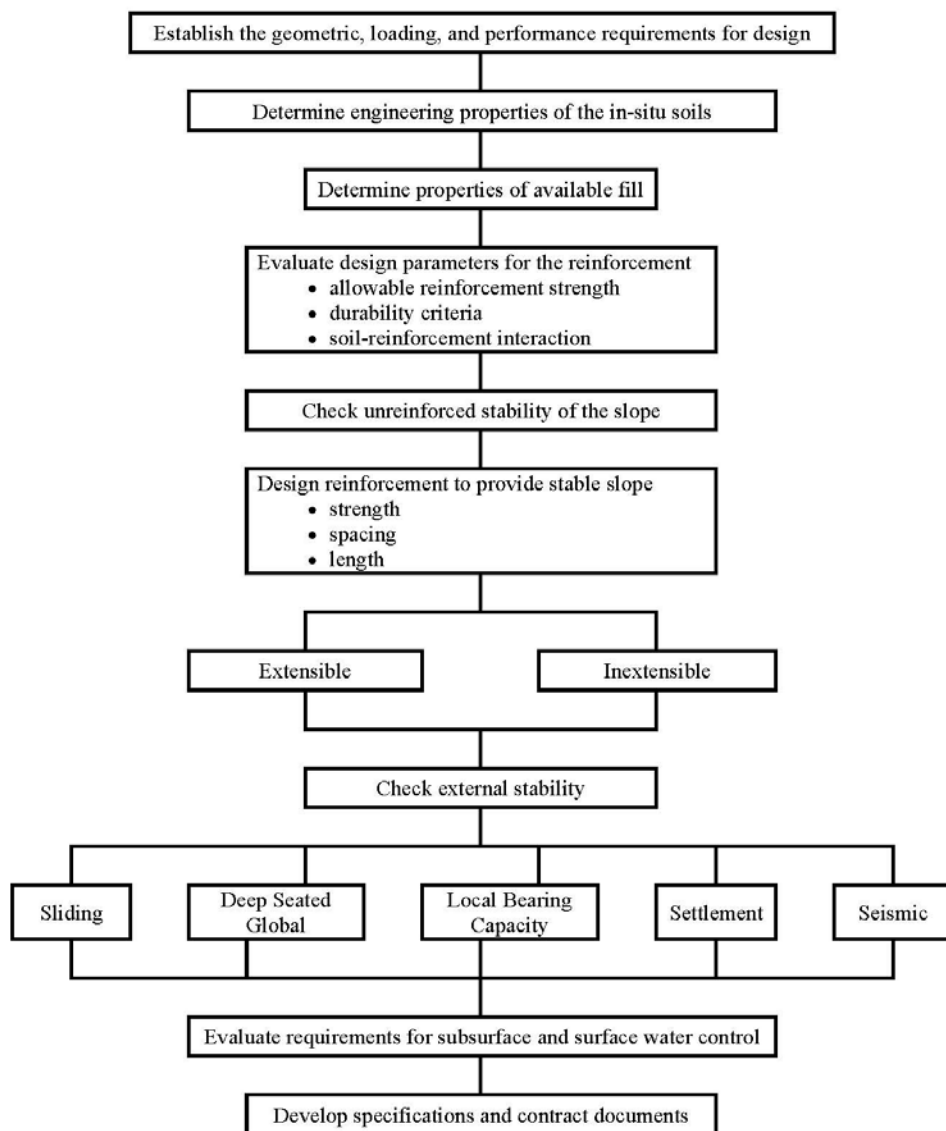 Establish the geometric, loading, and performance requirements for design
Determine engineering properties of the in-situ soils
Determine properties of available fill
Evaluate design parameters for the reinforcement
• allowable reinforcement strength
• durability criteria
• soil-reinforcement interaction
Check unreinforced stability of the slope
Design reinforcement to provide stable slope
• strength
• spacing
• length
Extensible
Inextensible
Check external stability
Sliding
Deep Seated
Global
Local Bearing
Capacity
Settlement
Seismic
Evaluate requirements for subsurface and surface water control
Develop specifications and contract documents